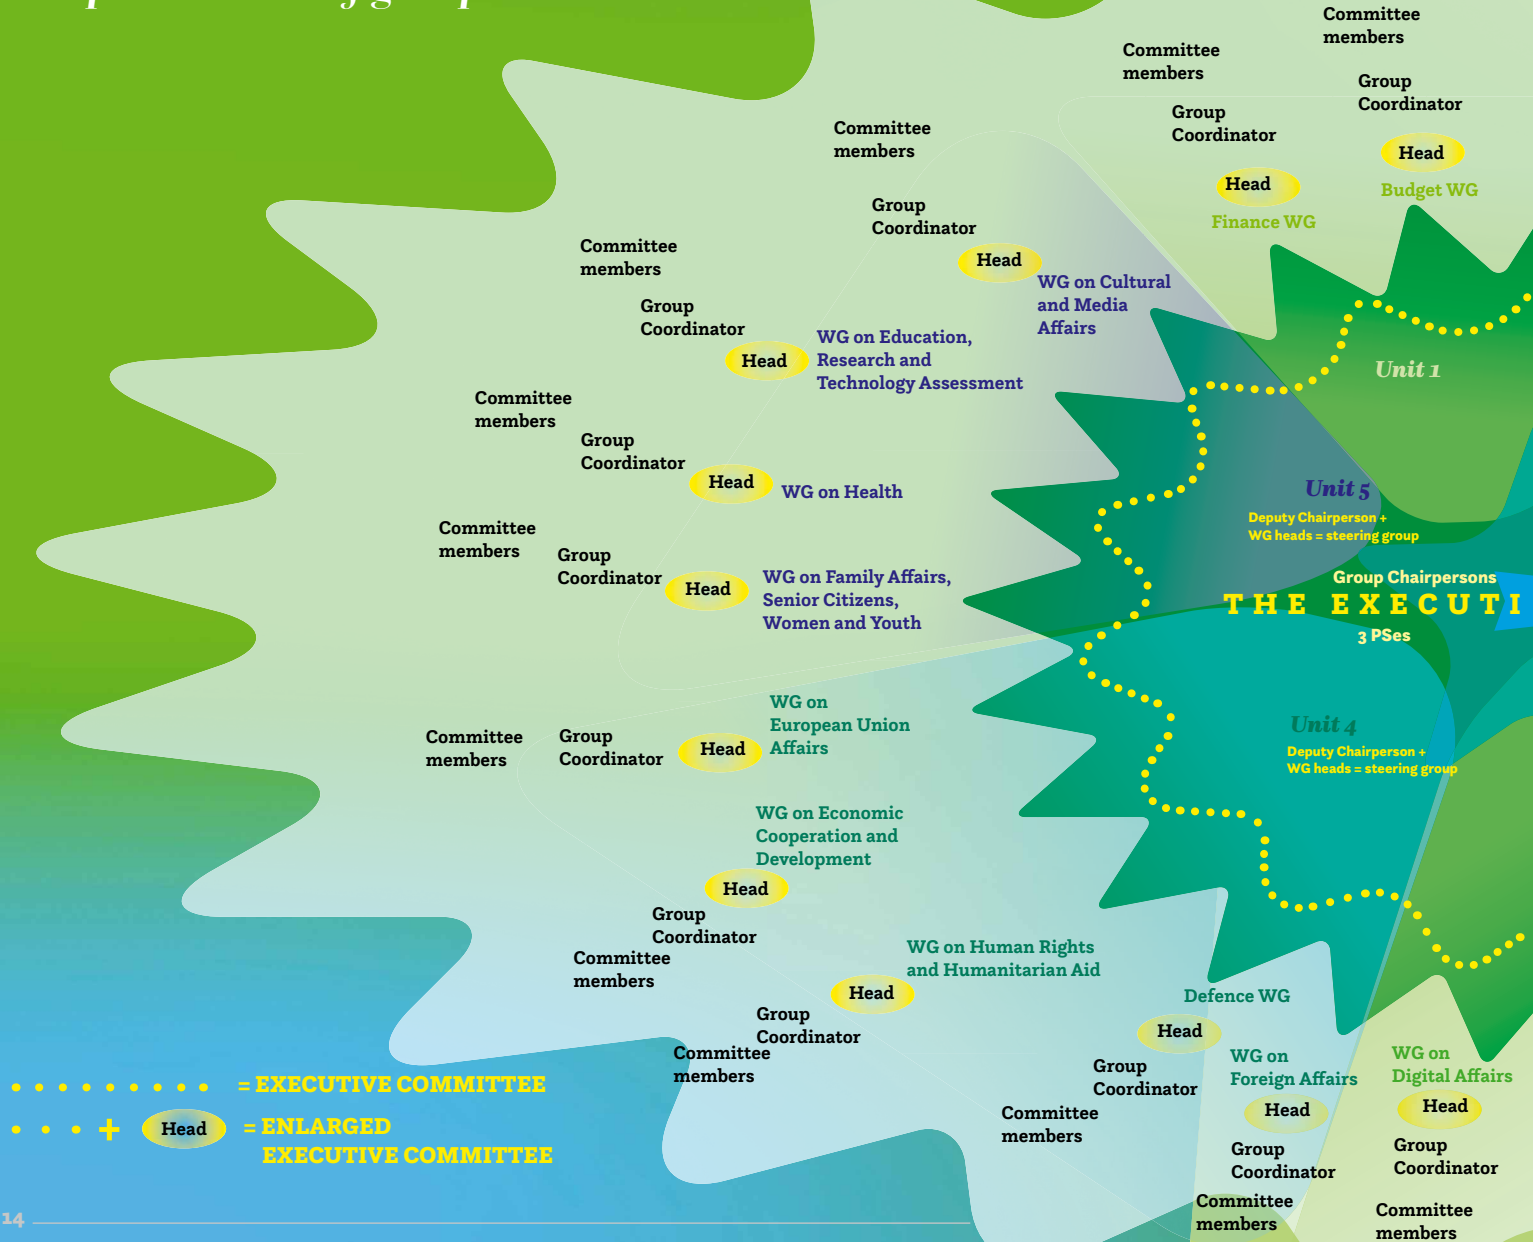 Committee
members
Group
Coordinator
Head
Budget WG
Committee
members
Group
Coordinator
Head
Finance WG
Committee
members
Group
Coordinator
Head
WG on Cultural
and Media
Affairs
Committee
members
Group
Coordinator
Head
WG on Education,
Research and
Technology Assessment
Committee
members
Group
Coordinator
Head
WG on Health
Committee
members
Group
Coordinator
Head
WG on Family Affairs,
Senior Citizens,
Women and Youth
Unit 1
Unit 5
Deputy Chairperson +
WG heads = steering group
Group Chairpersons
THE EXECUTI
3 PSes
Unit 4
Deputy Chairperson +
WG heads = steering group
Committee
members
Group
Coordinator
Head
WG on
European Union
Affairs
WG on Economic
Cooperation and
Development
Head
Group
Coordinator
Committee
members
WG on Human Rights
and Humanitarian Aid
Head
Group
Coordinator
Committee
members
Defence WG
Head
Group
Coordinator
Committee
members
WG on
Foreign Affairs
Head
Group
Coordinator
Committee
members
WG on
Digital Affairs
Head
Group
Coordinator
Committee
members
= EXECUTIVE COMMITTEE
+ Head = ENLARGED
EXECUTIVE COMMITTEE
14